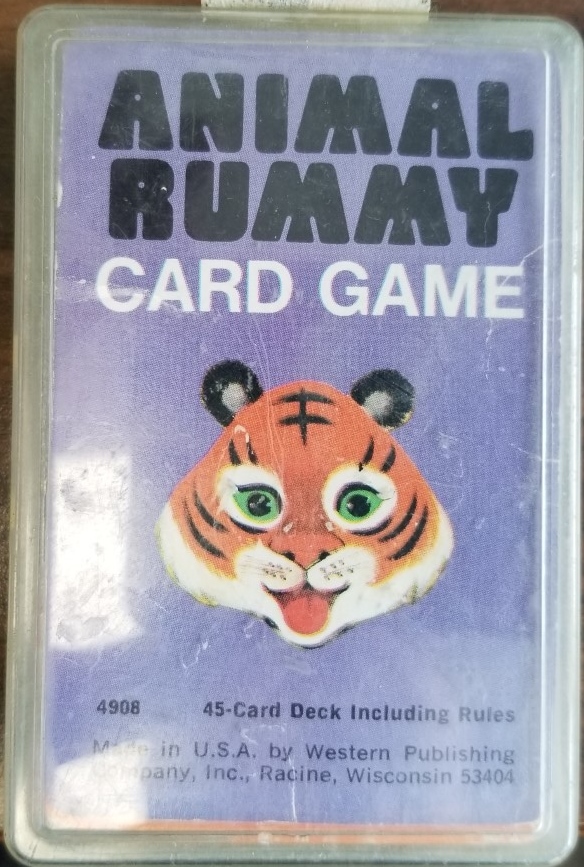 ANIMAL
RUMMY
CARD GAME
4908 45-Card Deck Including Rules
Made in U.S.A. by Western Publishing
Company, Inc., Racine, Wisconsin 53404